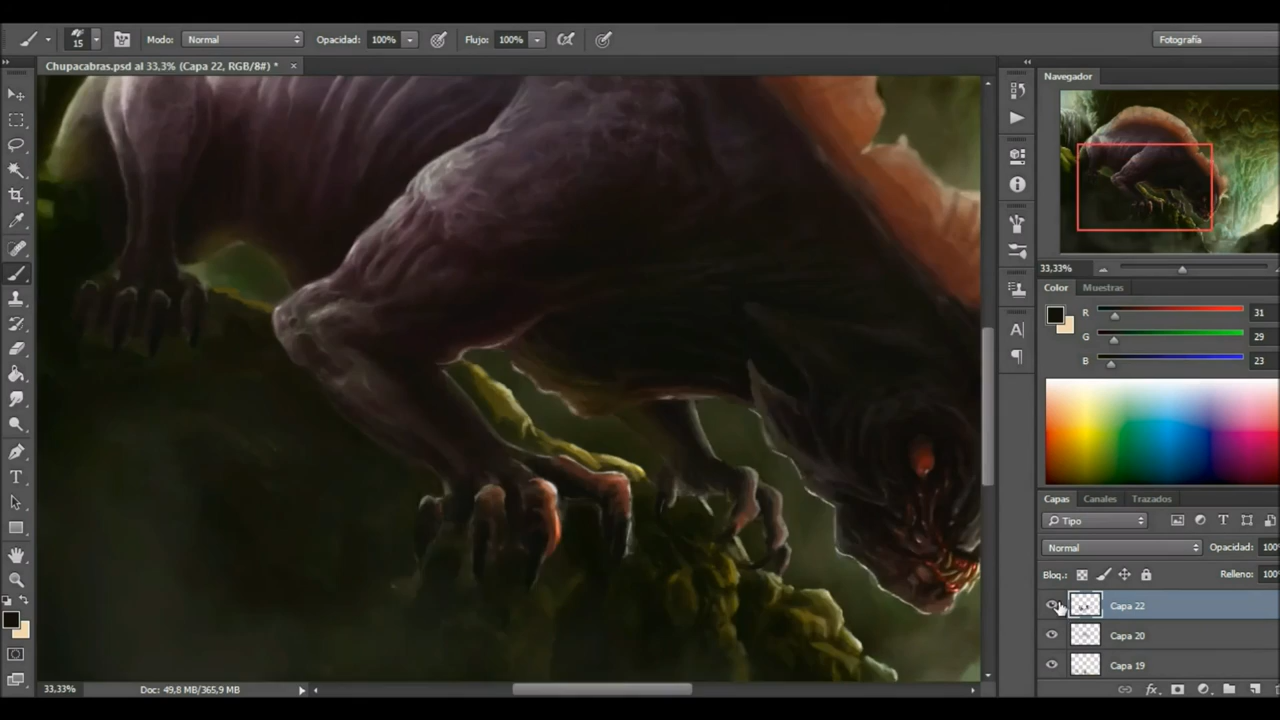 15 Modo: Normal Opacidad: 100% Flujo: 100% Fotografía
Chupacabras.psd al 33,3% (Capa 22, RGB/8#) * ×
Navegador
33,33%
Color Muestras
R 31
G 29
B 23
Capas Canales Trazados
Tipo
Normal Opacidad: 100
Bloq.: Relleno: 100
Capa 22
Capa 20
Capa 19
33,33% Doc: 49,8 MB/365,9 MB